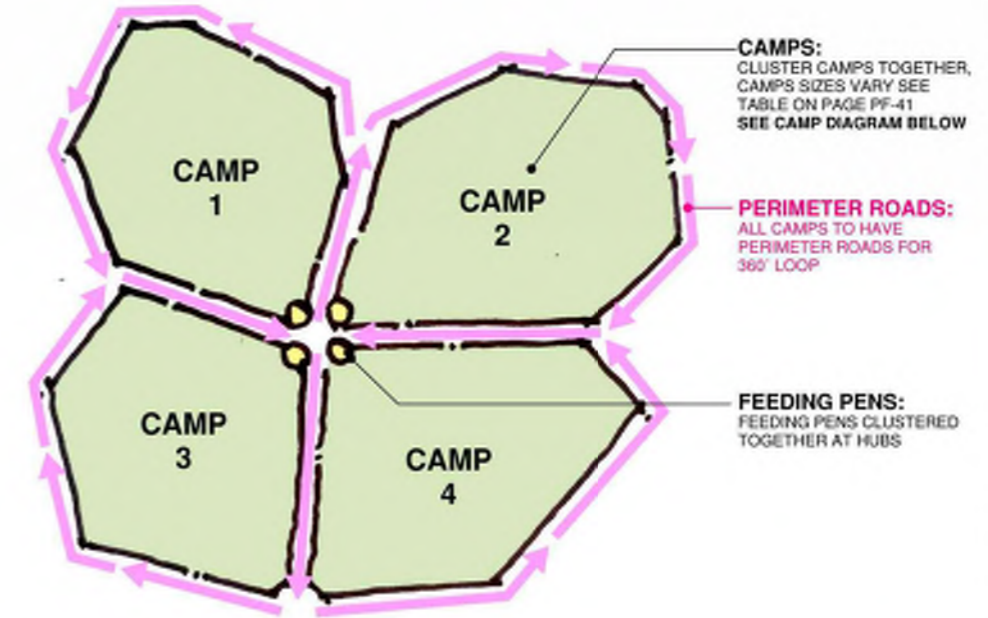 CAMP
1
CAMP
2
CAMP
3
CAMP
4
CAMPS:
CLUSTER CAMPS TOGETHER,
CAMPS SIZES VARY SEE
TABLE ON PAGE PF-41
SEE CAMP DIAGRAM BELOW
PERIMETER ROADS:
ALL CAMPS TO HAVE
PERIMETER ROADS FOR
360° LOOP
FEEDING PENS:
FEEDING PENS CLUSTERED
TOGETHER AT HUBS